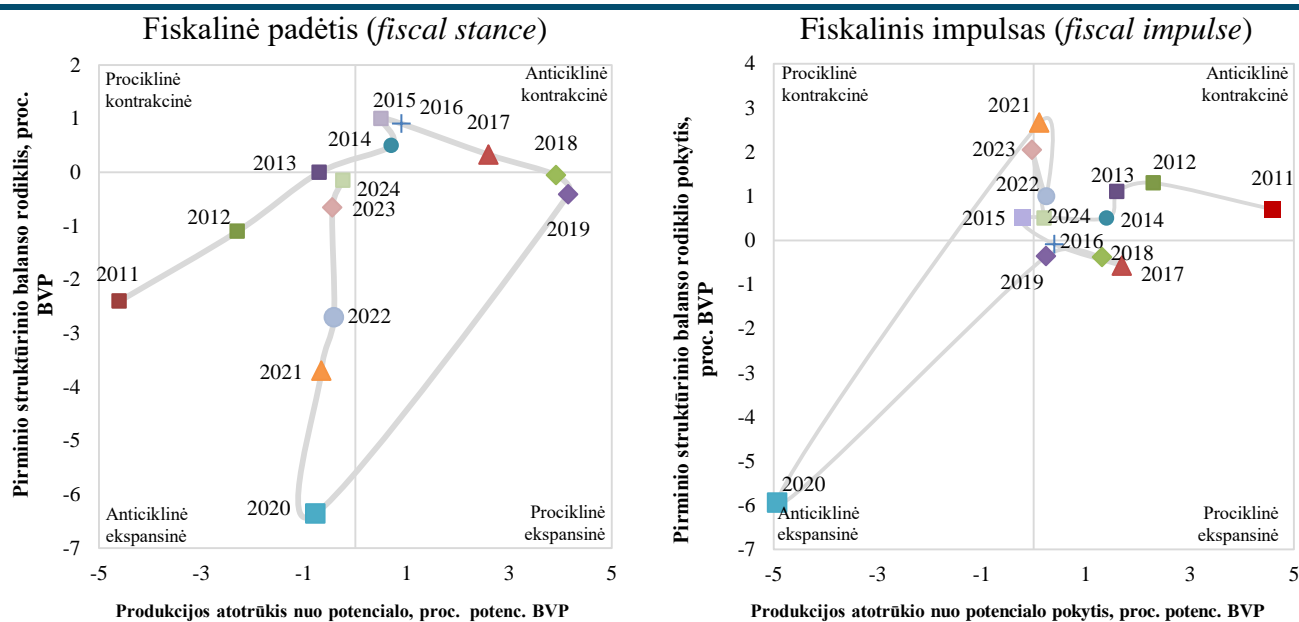 Fiskalinė padėtis (fiscal stance)
2
1
0
-1
-2
-3
-4
-5
-6
-7
-5
-3
-1
1
3
5
Prociklinė
kontrakcinė
Anticiklinė
kontrakcinė
Anticiklinė
ekspansinė
Prociklinė
ekspansinė
2011
2012
2013
2014
2015
2016
2017
2018
2019
2020
2021
2022
2023
2024
Pirminio struktūrinio balanso rodiklis, proc.
BVP
Produkcijos atotrūkis nuo potencialo, proc. potenc. BVP
Fiskalinis impulsas (fiscal impulse)
4
3
2
1
0
-1
-2
-3
-4
-5
-6
-7
-5
-3
-1
1
3
5
Prociklinė
kontrakcinė
Anticiklinė
kontrakcinė
Anticiklinė
ekspansinė
Prociklinė
ekspansinė
2011
2012
2013
2014
2015
2016
2017
2018
2019
2020
2021
2022
2023
2024
Pirminio struktūrinio balanso rodiklio pokytis,
proc. BVP
Produkcijos atotrūkio nuo potencialo pokytis, proc. potenc. BVP